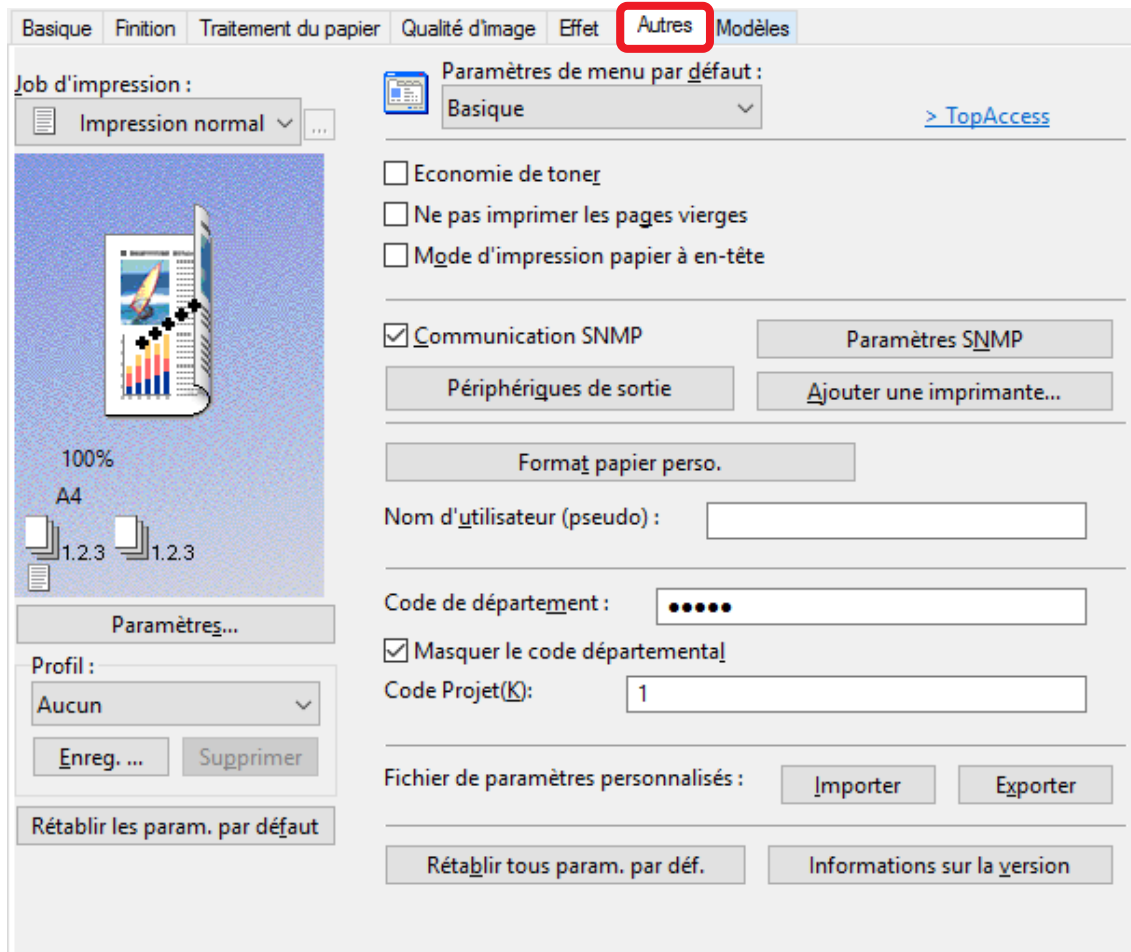 Basique Finition Traitement du papier Qualité d'image Effet Autres Modèles
Job d'impression :
Impression normal
...
100%
A4
1.2.3 1.2.3
Paramètres...
Profil :
Aucun
Enreg. ... Supprimer
Rétablir les param. par défaut
Paramètres de menu par défaut :
Basique
> TopAccess
Economie de toner
Ne pas imprimer les pages vierges
Mode d'impression papier à en-tête
Communication SNMP
Paramètres SNMP
Périphériques de sortie
Ajouter une imprimante...
Format papier perso.
Nom d'utilisateur (pseudo) :
Code de département :
●●●●●
Masquer le code départemental
Code Projet(K):
1
Fichier de paramètres personnalisés :
Importer
Exporter
Rétablir tous param. par déf.
Informations sur la version